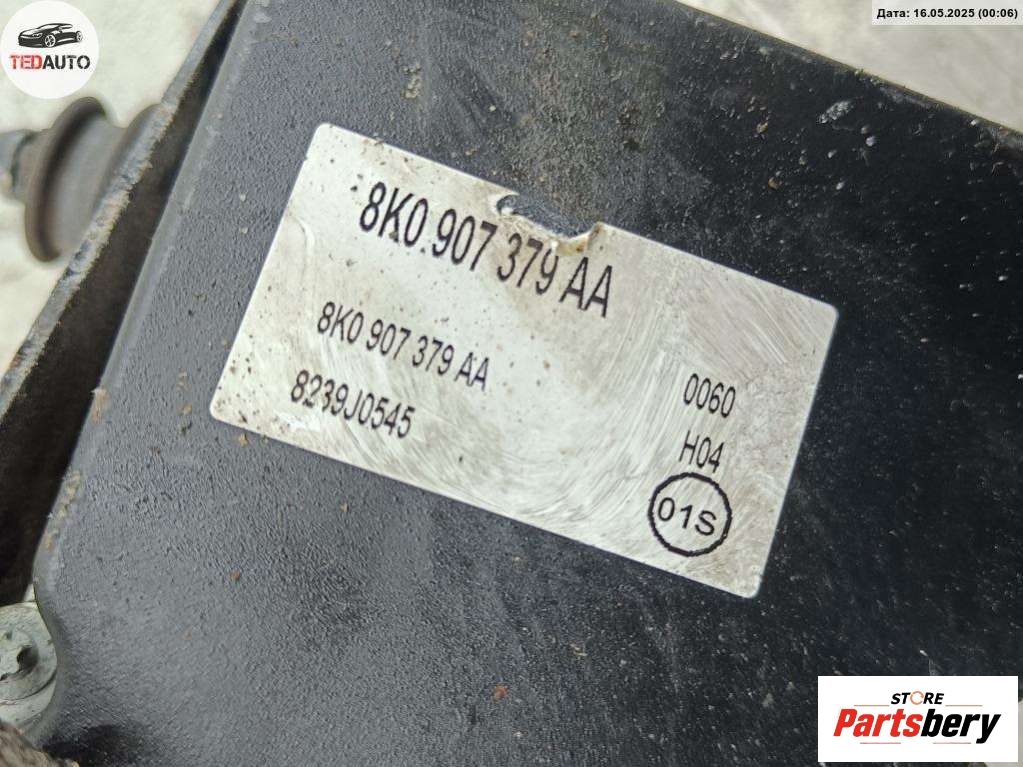 Дата: 16.05.2025 (00:06)
TEDAUTO
8K0 907 379 AA
8K0 907 379 AA
8239J0545
0060
H04
01S
STORE
Partsbery